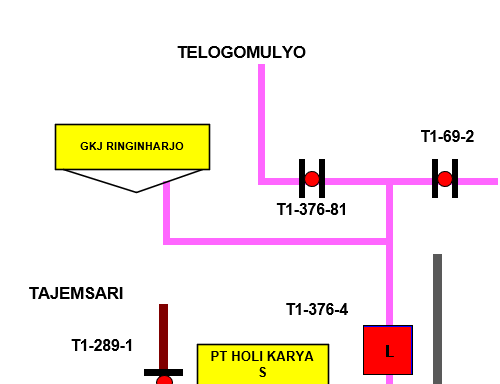 TELOGOMULYO
T1-69-2
GKJ RINGINHARJO
T1-376-81
TAJEMSARI
T1-376-4
T1-289-1
PT HOLI KARYA
S
L